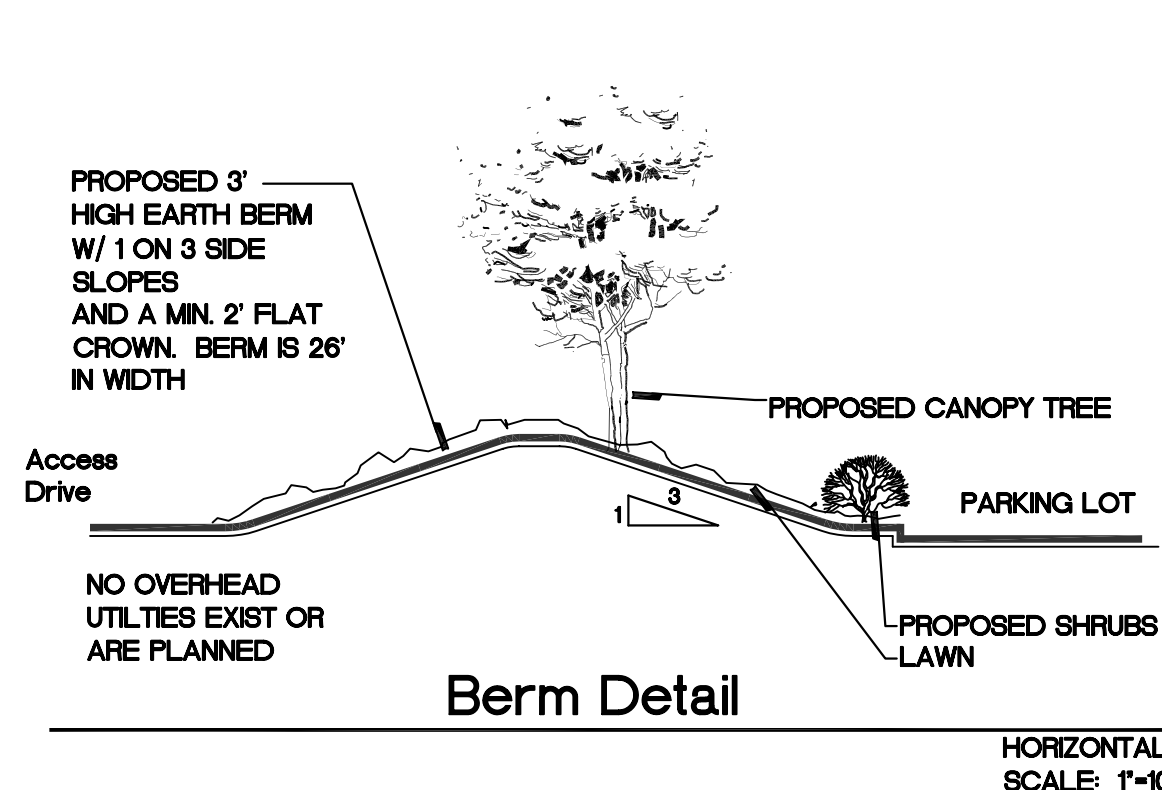 PROPOSED 3'
HIGH EARTH BERM
W/ 1 ON 3 SIDE
SLOPES
AND A MIN. 2' FLAT
CROWN.  BERM IS 26'
IN WIDTH
PROPOSED CANOPY TREE
Access
Drive
3
1
PARKING LOT
NO OVERHEAD
UTILTIES EXIST OR
ARE PLANNED
PROPOSED SHRUBS
LAWN
Berm Detail
HORIZONTAL
SCALE:  1"=10